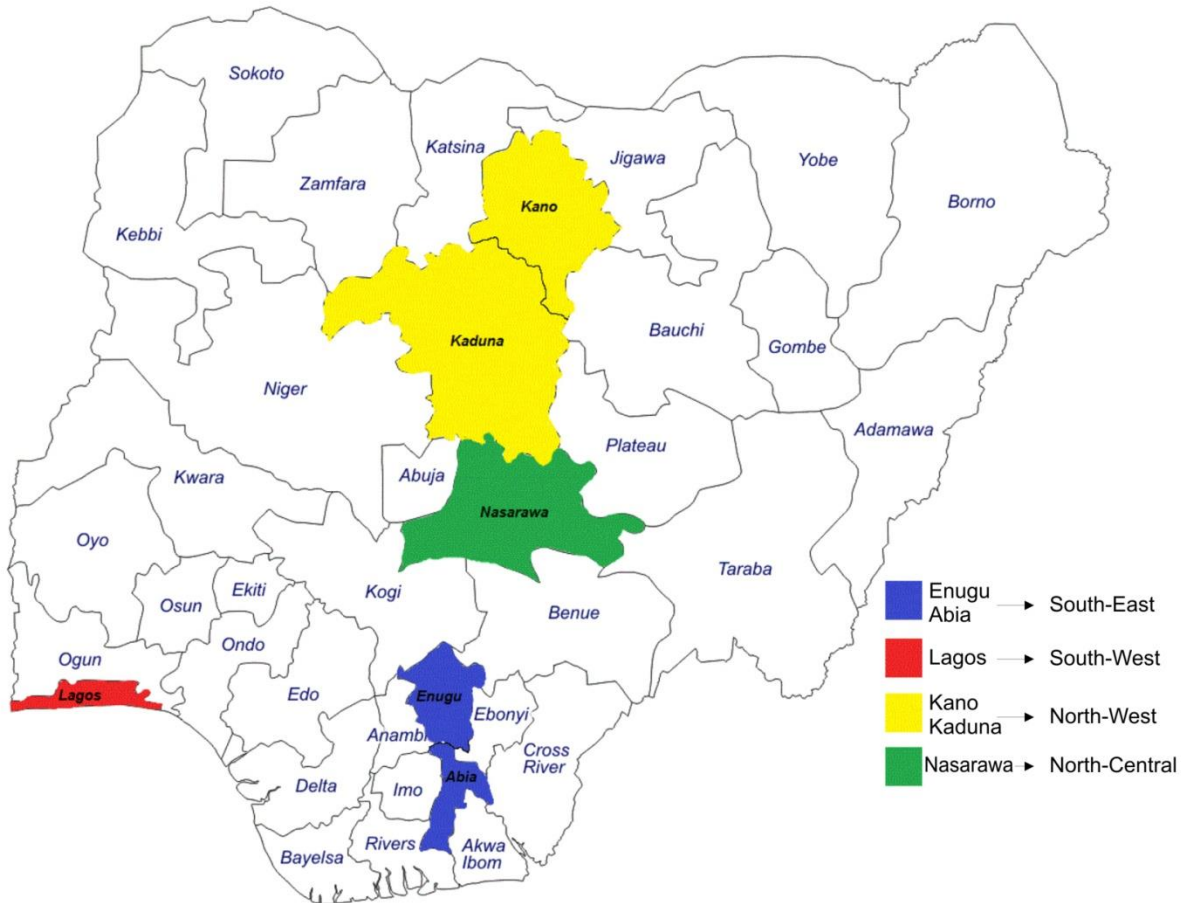 Sokoto
Katsina
Jigawa
Yobe
Borno
Zamfara
Kano
Kebbi
Kaduna
Bauchi
Gombe
Niger
Adamawa
Plateau
Abuja
Kwara
Nasarawa
Oyo
Taraba
Ekiti
Kogi
Osun
Benue
Ondo
Ogun
Lagos
Edo
Enugu
Ebonyi
Anambi
Cross
River
Delta
Imo
Abia
Rivers
Akwa
Ibom
Bayelsa
Enugu
Abia → South-East
Lagos → South-West
Kano
Kaduna → North-West
Nasarawa → North-Central